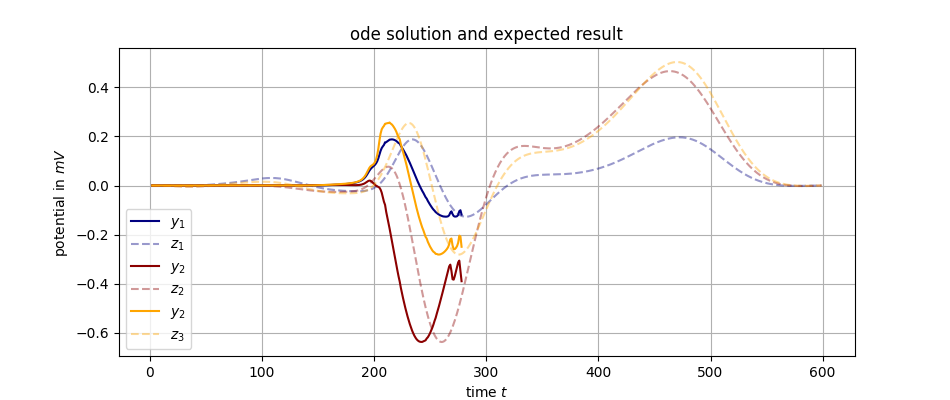 ode solution and expected result
potential in mV
0.4
0.2
0.0
−0.2
−0.4
−0.6
y1
z1
y2
z2
y2
z3
0 100 200 300 400 500 600
time t